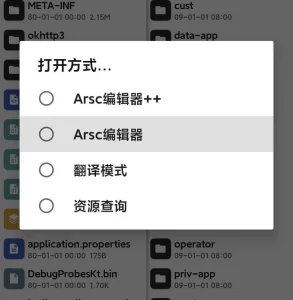 META-INF
80-01-01 00:00 2.15M
cust
09-01-01 08:00
okhttp3
data-app
打开方式...
Arsc编辑器++
Arsc编辑器
翻译模式
资源查询
application.properties
80-01-01 00:00 175B
operator
09-01-01 08:00
DebugProbesKt.bin
80-01-01 00:00 1.70K
priv-app
09-01-01 08:00